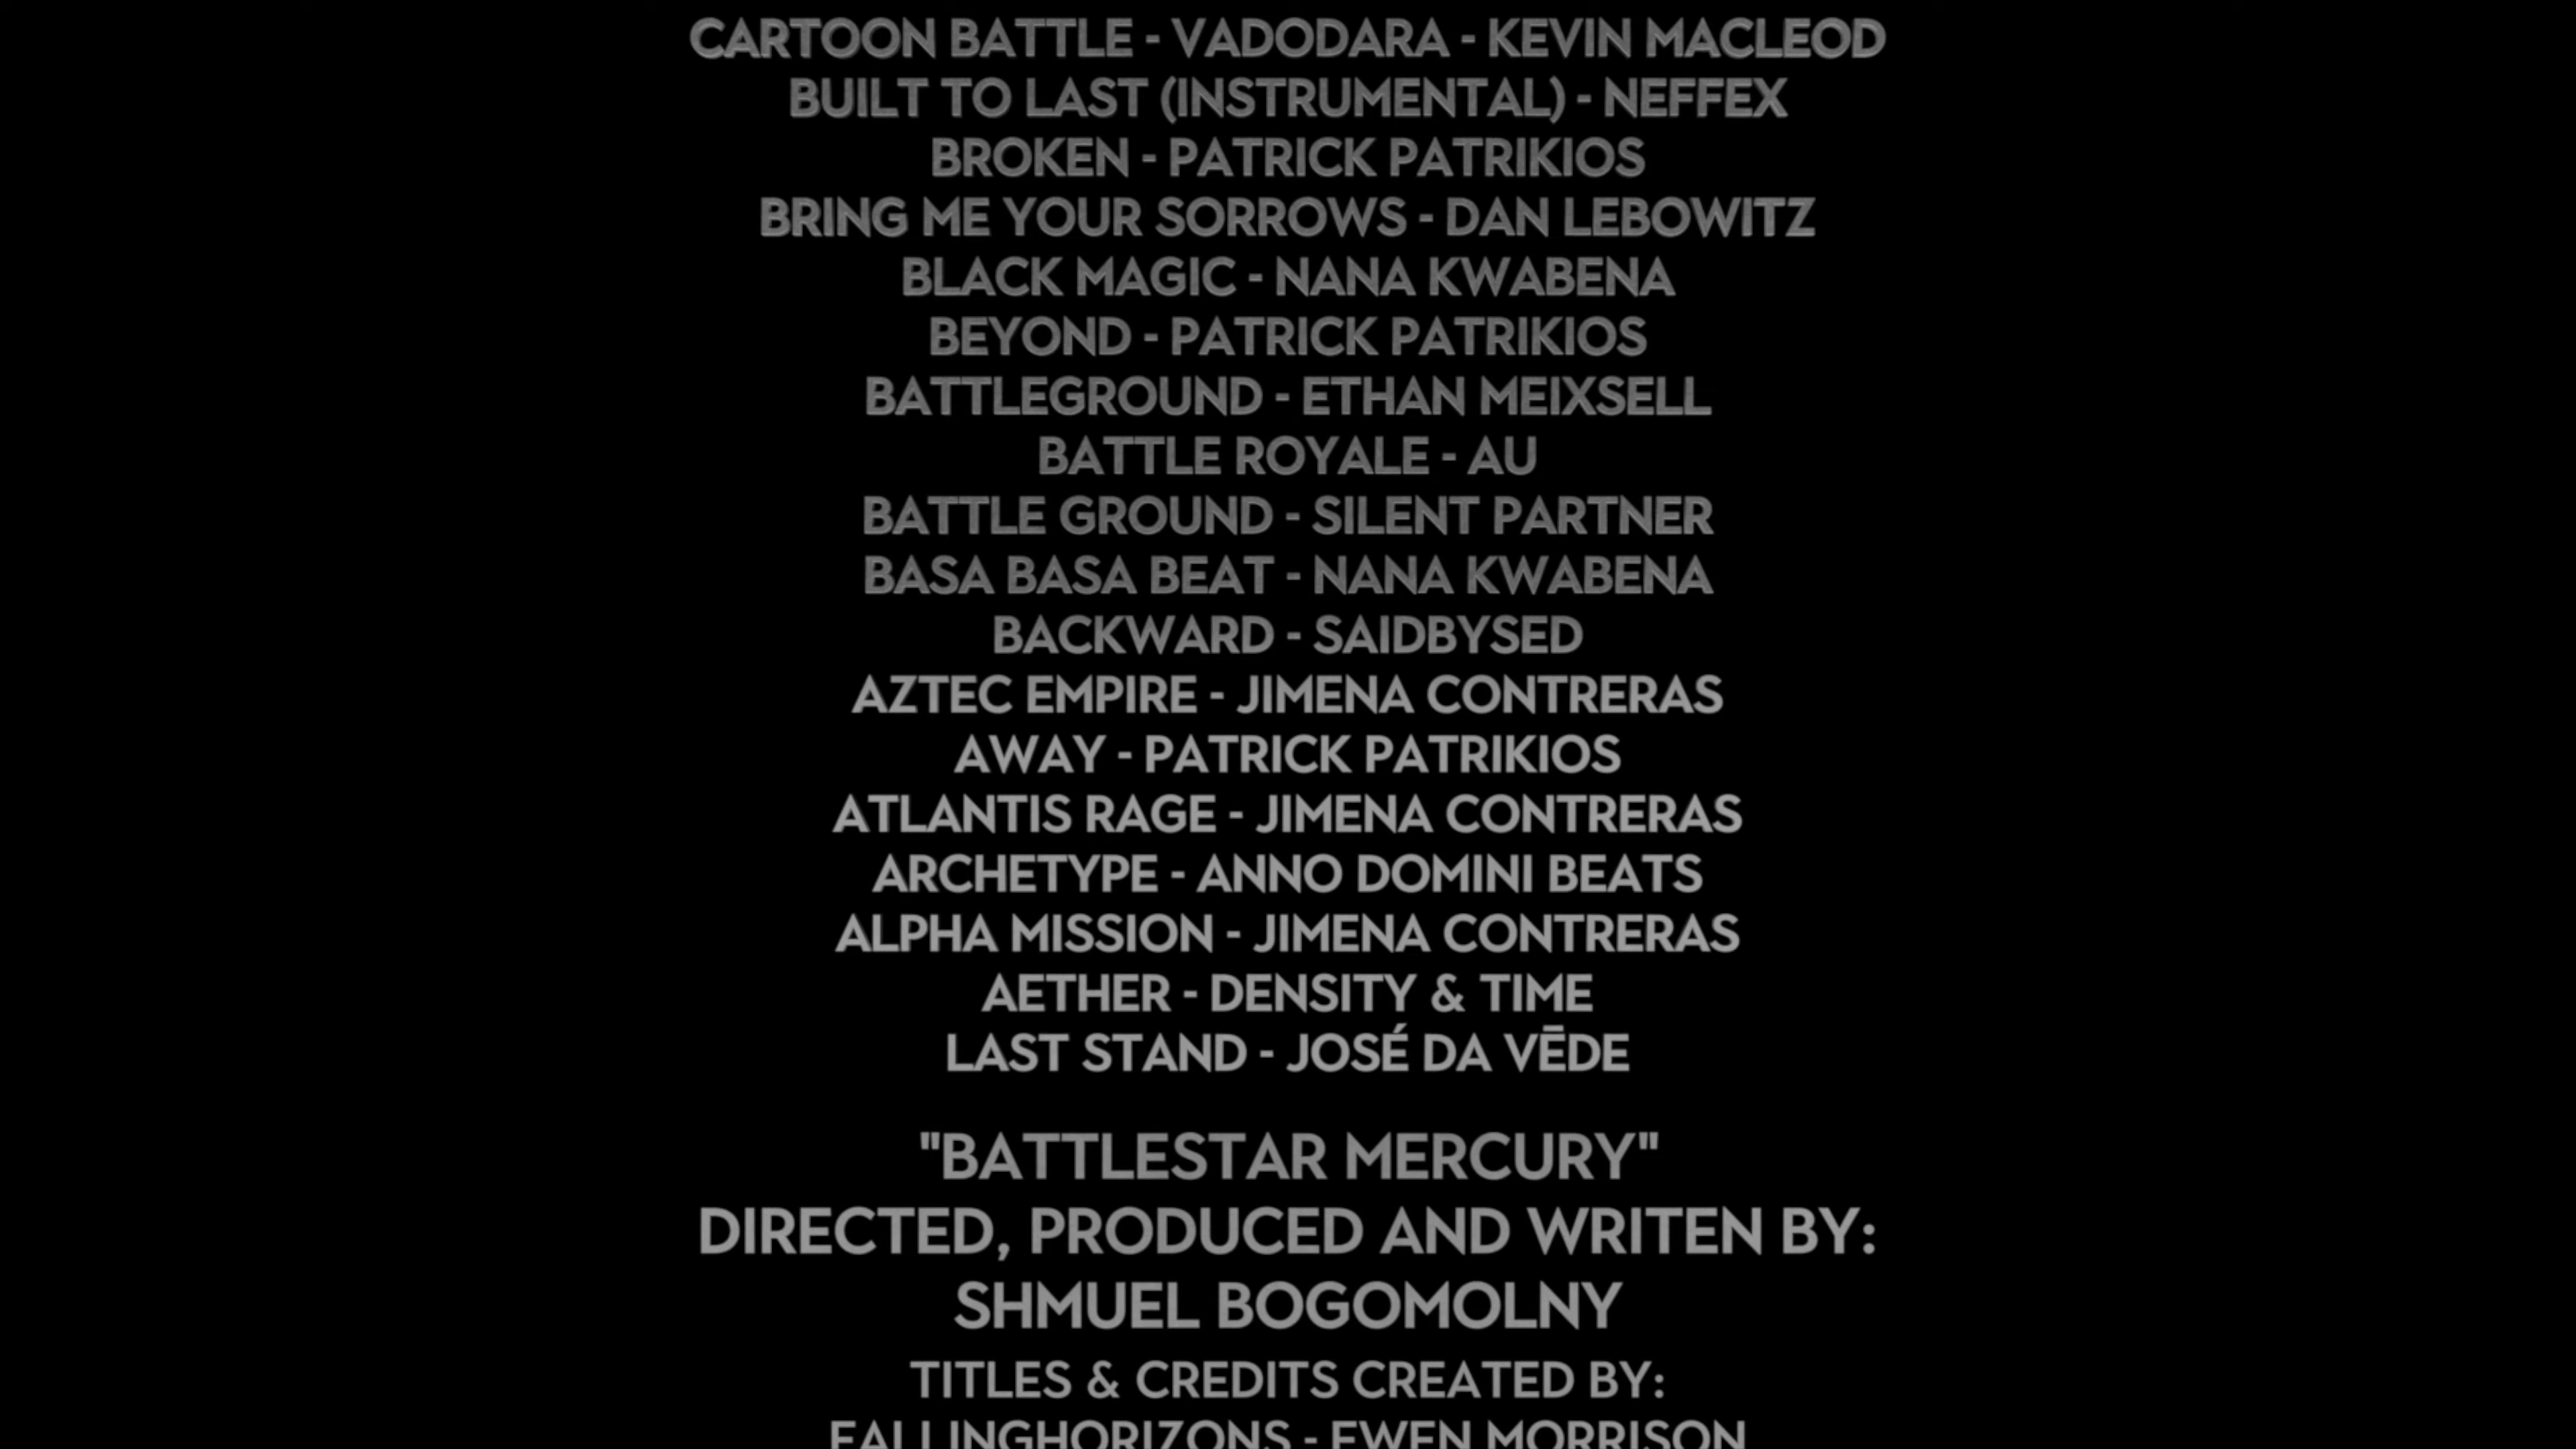 CARTOON BATTLE - VADODARA - KEVIN MACLEOD
BUILT TO LAST (INSTRUMENTAL) - NEFFEX
BROKEN - PATRICK PATRIKIOS
BRING ME YOUR SORROWS - DAN LEBOWITZ
BLACK MAGIC - NANA KWABENA
BEYOND - PATRICK PATRIKIOS
BATTLEGROUND - ETHAN MEIXSELL
BATTLE ROYALE - AU
BATTLE GROUND - SILENT PARTNER
BASA BASA BEAT - NANA KWABENA
BACKWARD - SAIDBYSED
AZTEC EMPIRE - JIMENA CONTRERAS
AWAY - PATRICK PATRIKIOS
ATLANTIS RAGE - JIMENA CONTRERAS
ARCHETYPE - ANNO DOMINI BEATS
ALPHA MISSION - JIMENA CONTRERAS
AETHER - DENSITY & TIME
LAST STAND - JOSÉ DA VĒDE
"BATTLESTAR MERCURY"
DIRECTED, PRODUCED AND WRITEN BY:
SHMUEL BOGOMOLNY
TITLES & CREDITS CREATED BY:
FALLINGHORIZONS - EWEN MORRISON